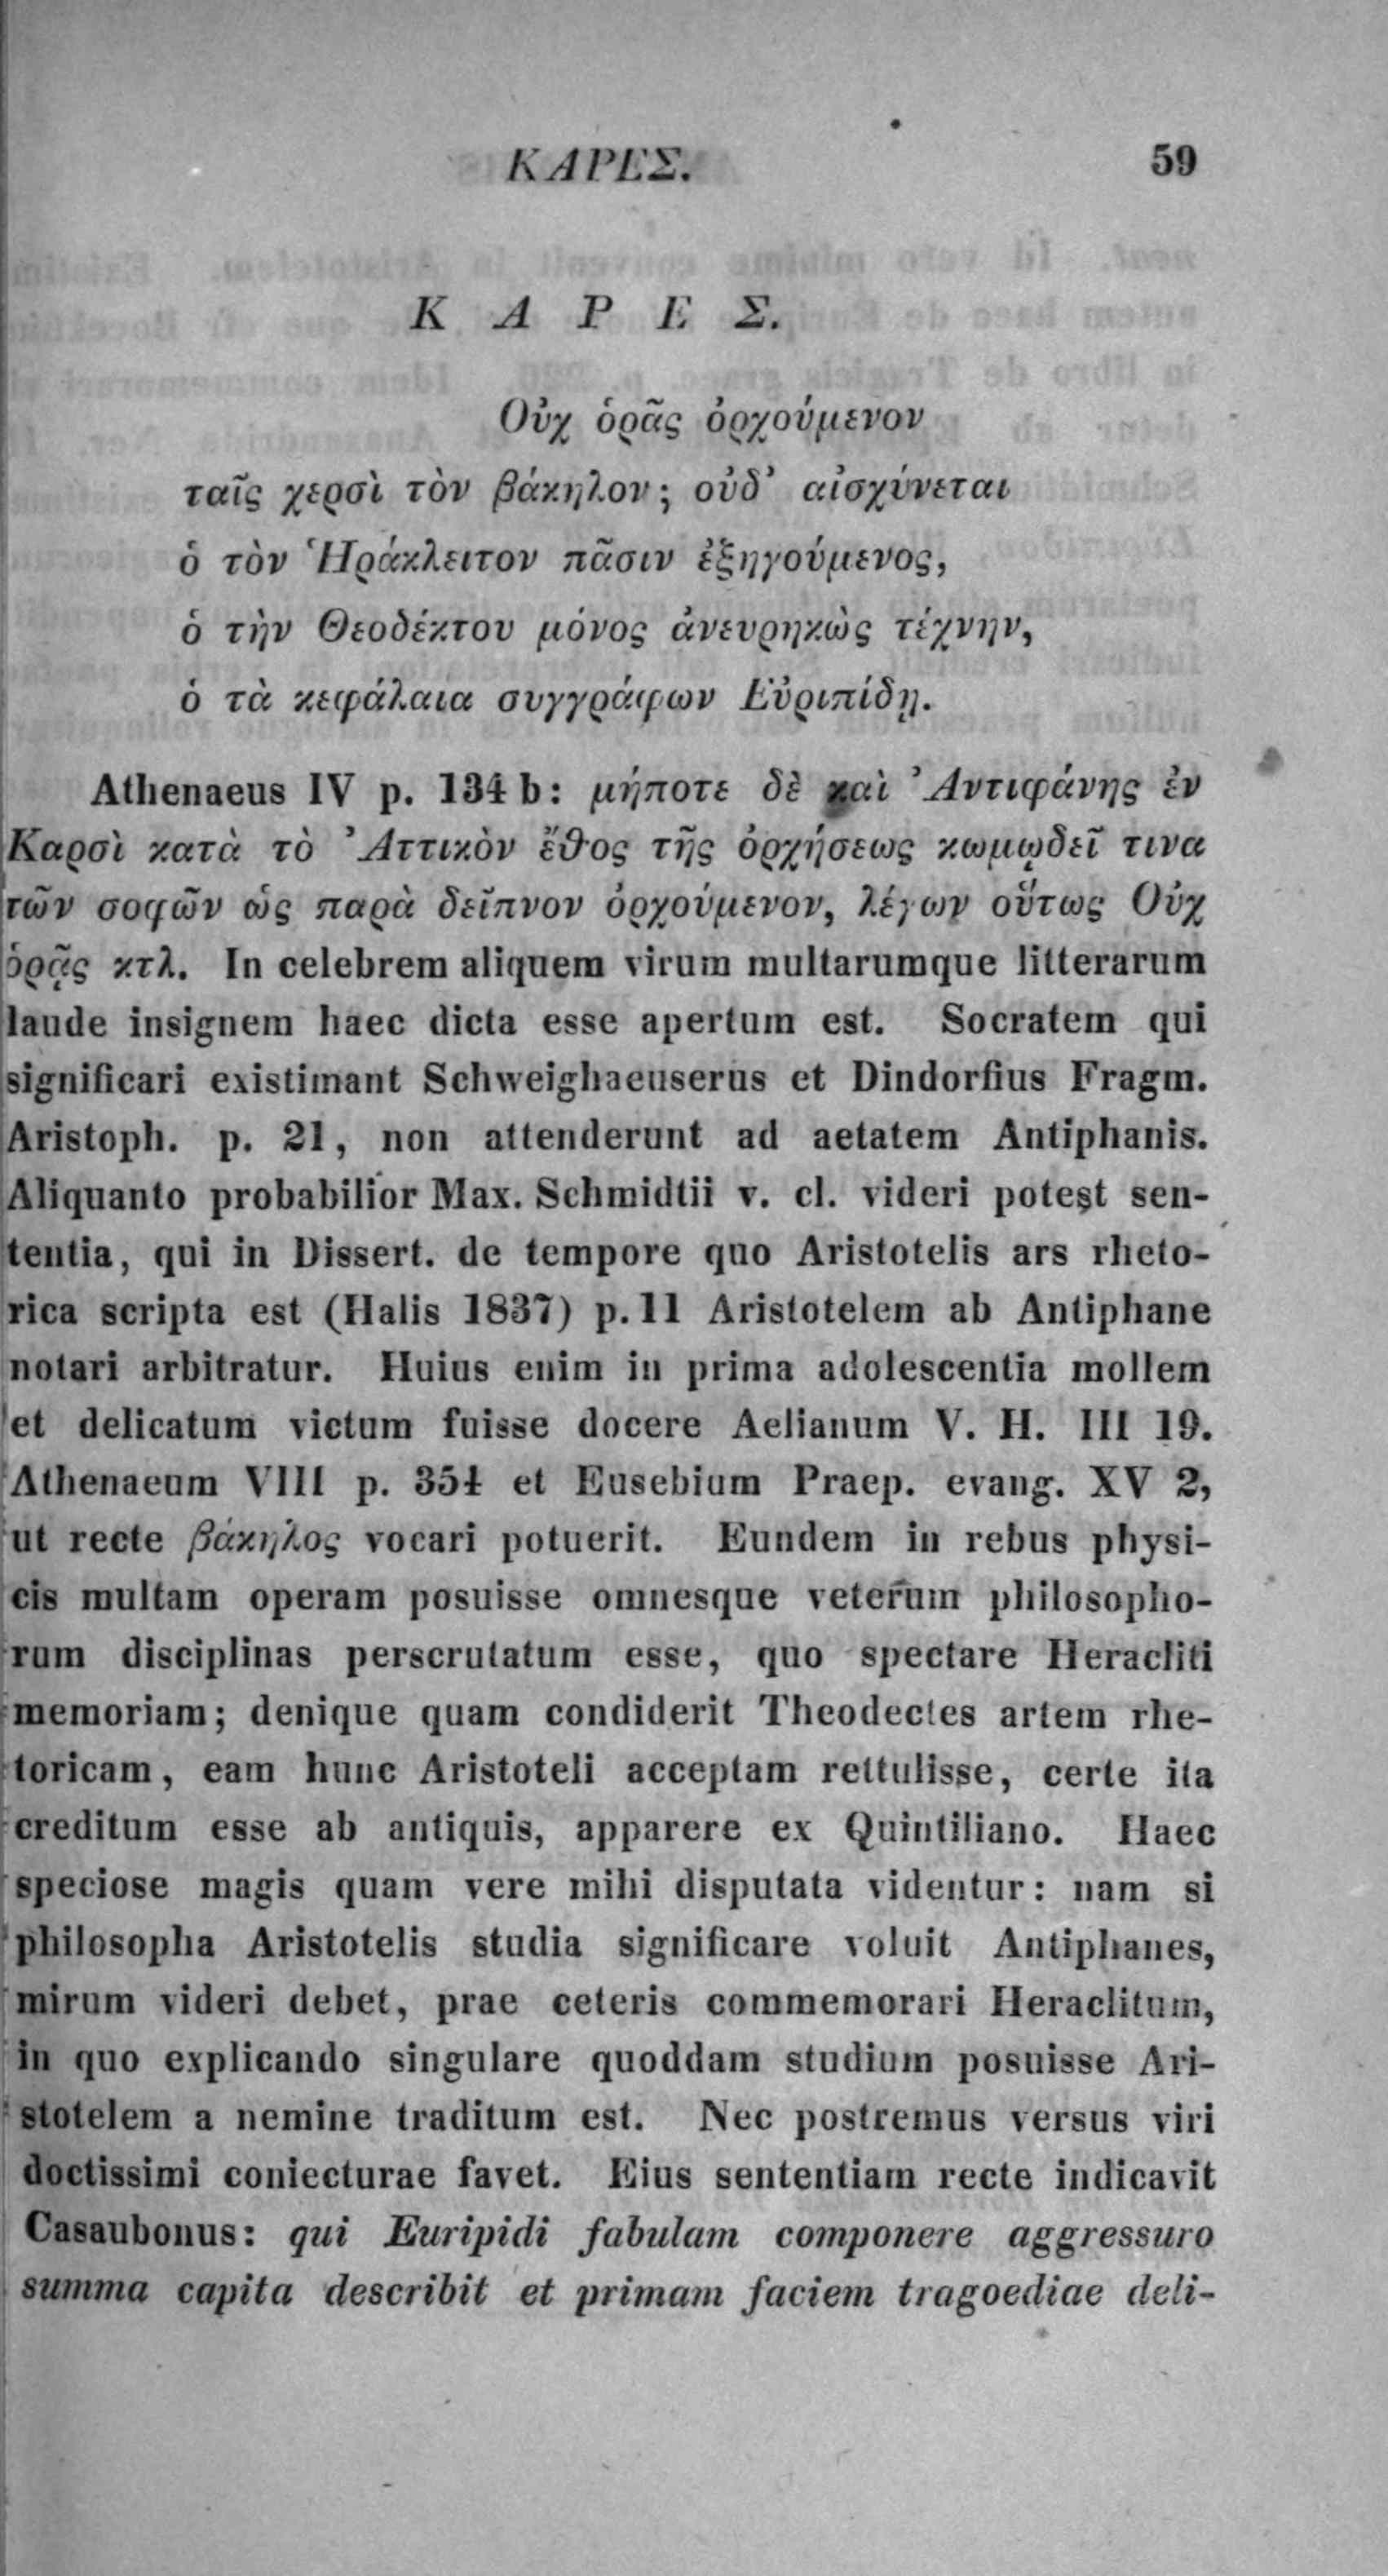 ΚΑΡΕΣ. 59
Κ Α Ρ Ε Σ.
Οὐχ ὁρᾷς ὀρχούμενον
ταῖς χερσὶ τὸν βάκηλον; οὐδ᾽ αἰσχύνεται
ὁ τὸν Ἡράκλειτον πᾶσιν ἐξηγούμενος,
ὁ τὴν Θεοδέκτου μόνος ἀνευρηκὼς τέχνην,
ὁ τὰ κεφάλαια συγγράφων Εὐριπίδῃ.
Athenaeus IV p. 134 b: μήποτε δὲ καὶ Ἀντιφάνης ἐν
Καρσὶ κατὰ τὸ Ἀττικὸν ἔθος τῆς ὀρχήσεως κωμῳδεῖ τινα
τῶν σοφῶν ὡς παρὰ δεῖπνον ὀρχούμενον, λέγων οὕτως Οὐχ
ὁρᾷς κτλ. In celebrem aliquem virum multarumque litterarum
laude insignem haec dicta esse apertum est. Socratem qui
significari existimant Schweighaeuserus et Dindorfius Fragm.
Aristoph. p. 21, non attenderunt ad aetatem Antiphanis.
Aliquanto probabilior Max. Schmidtii v. cl. videri potest sen-
tentia, qui in Dissert. de tempore quo Aristotelis ars rheto-
rica scripta est (Halis 1837) p. 11 Aristotelem ab Antiphane
notari arbitratur. Huius enim in prima adolescentia mollem
et delicatum victum fuisse docere Aelianum V. H. III 19.
Athenaeum VIII p. 354 et Eusebium Praep. evang. XV 2,
ut recte βάκηλος vocari potuerit. Eundem in rebus physi-
cis multam operam posuisse omnesque veterum philosopho-
rum disciplinas perscrutatum esse, quo spectare Heracliti
memoriam; denique quam condiderit Theodectes artem rhe-
toricam, eam hunc Aristoteli acceptam rettulisse, certe ita
creditum esse ab antiquis, apparere ex Quintiliano. Haec
speciose magis quam vere mihi disputata videntur: nam si
philosopha Aristotelis studia significare voluit Antiphanes,
mirum videri debet, prae ceteris commemorari Heraclitum,
in quo explicando singulare quoddam studium posuisse Ari-
stotelem a nemine traditum est. Nec postremus versus viri
doctissimi coniecturae favet. Eius sententiam recte indicavit
Casaubonus: qui Euripidi fabulam componere aggressuro
summa capita describit et primam faciem tragoediae deli-